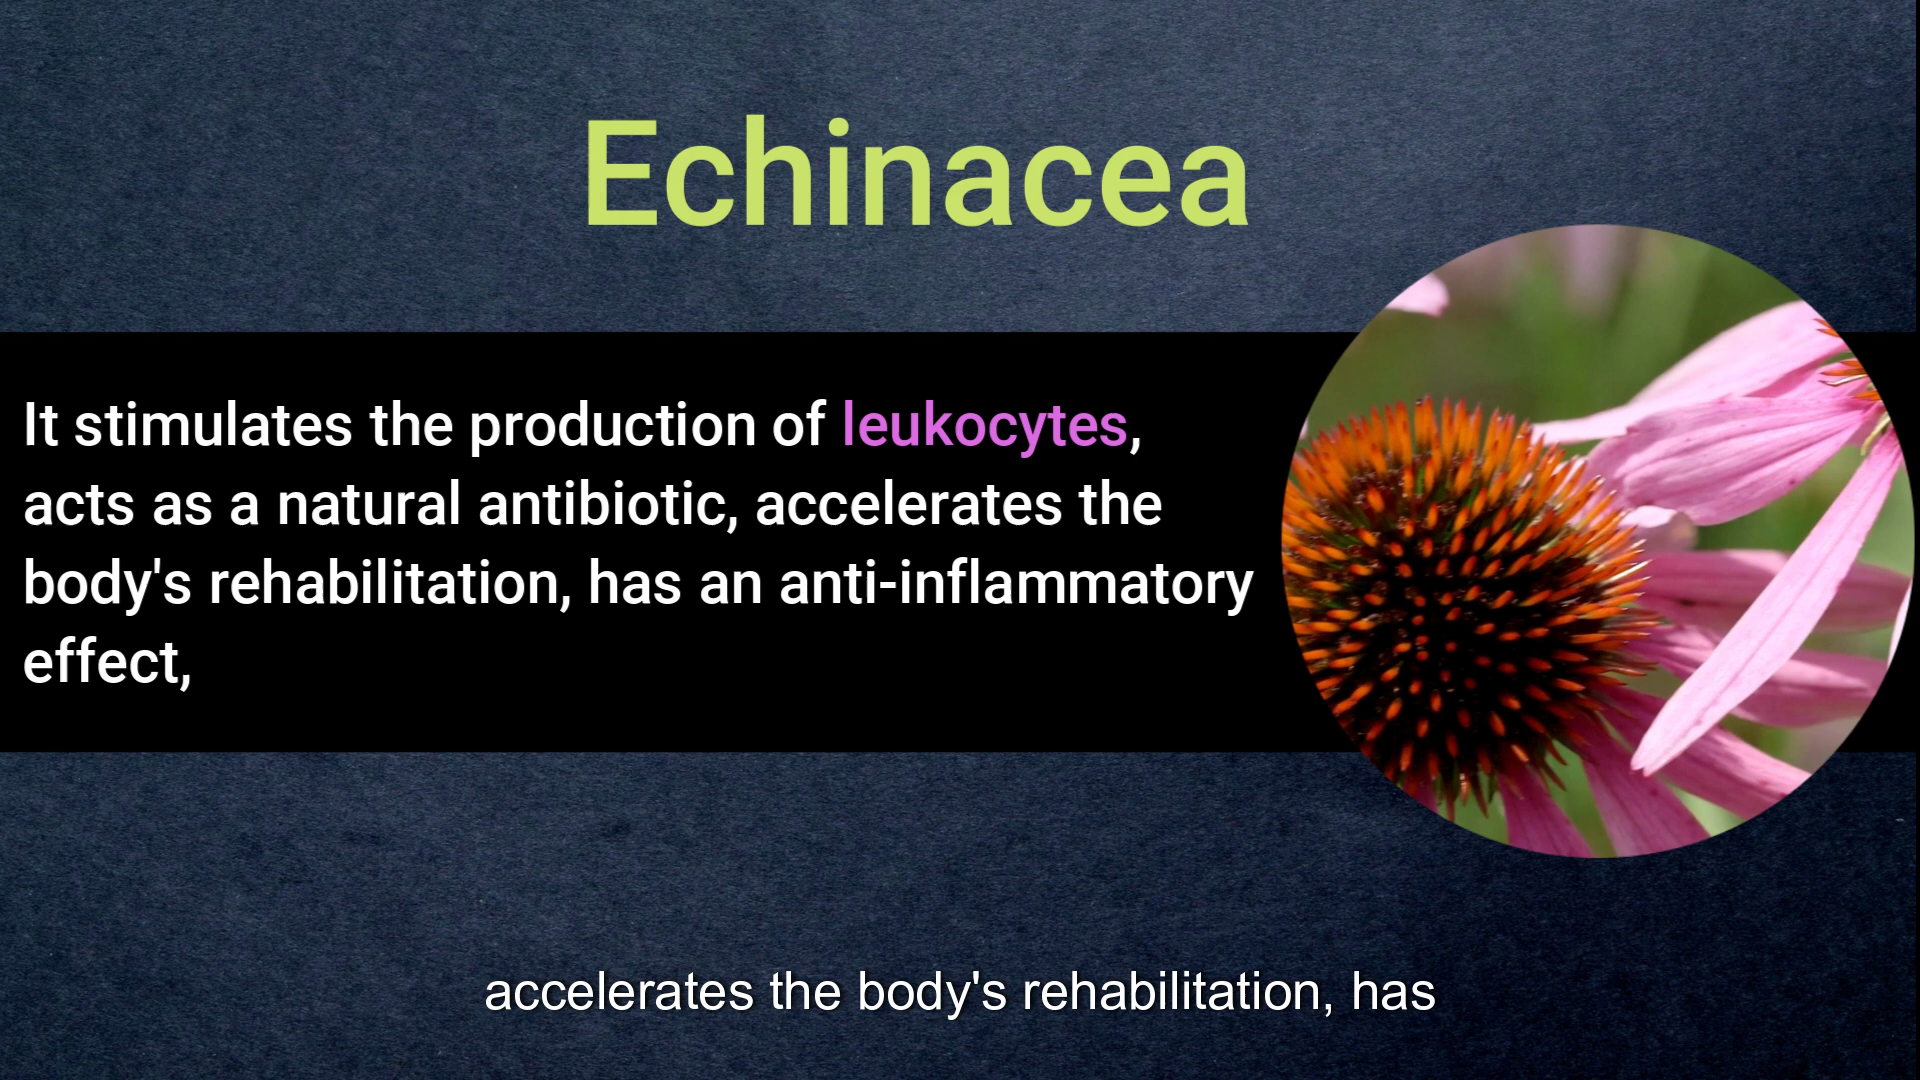 Echinacea
It stimulates the production of leukocytes,
acts as a natural antibiotic, accelerates the
body's rehabilitation, has an anti-inflammatory
effect,
accelerates the body's rehabilitation, has